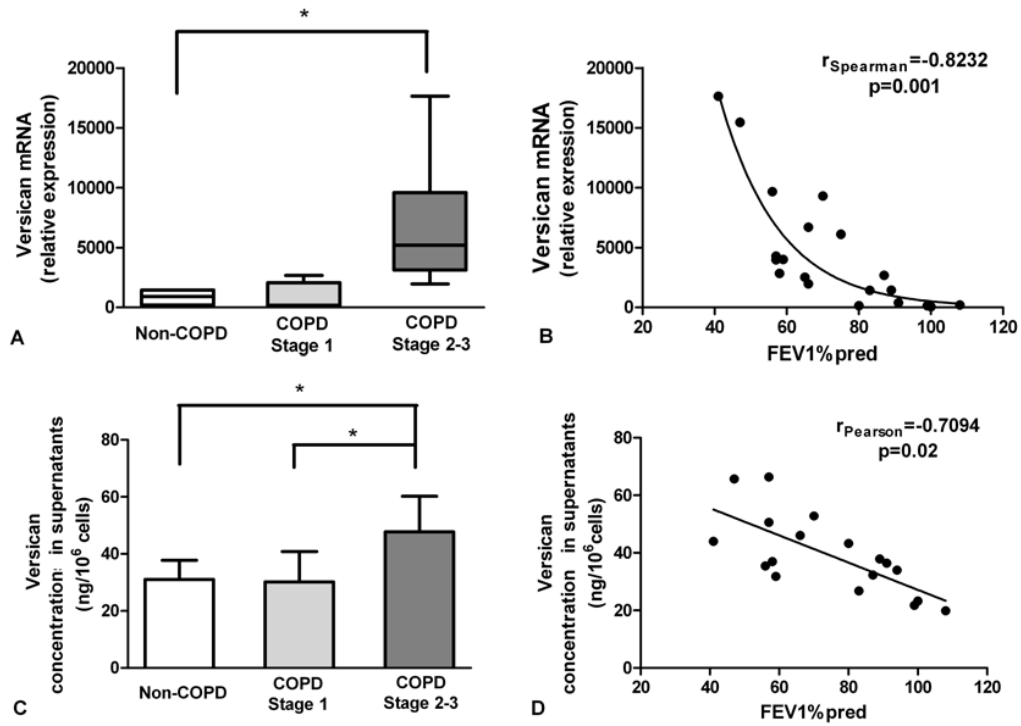 *
Versican mRNA
(relative expression)
20000
15000
10000
5000
0
Non-COPD
COPD
Stage 1
COPD
Stage 2-3
A
rSpearman=-0.8232
p=0.001
Versican mRNA
(relative exression)
20000
15000
10000
5000
0
20 40 60 80 100 120
FEV1%pred
B
*
*
Versican
concentration: in supernatants
(ng/10⁶ cells)
80
60
40
20
0
Non-COPD
COPD
Stage 1
COPD
Stage 2-3
C
rPearson=-0.7094
p=0.02
Versican
concentration in supernatants
(ng/10⁶cells)
80
60
40
20
0
20 40 60 80 100 120
FEV1%pred
D